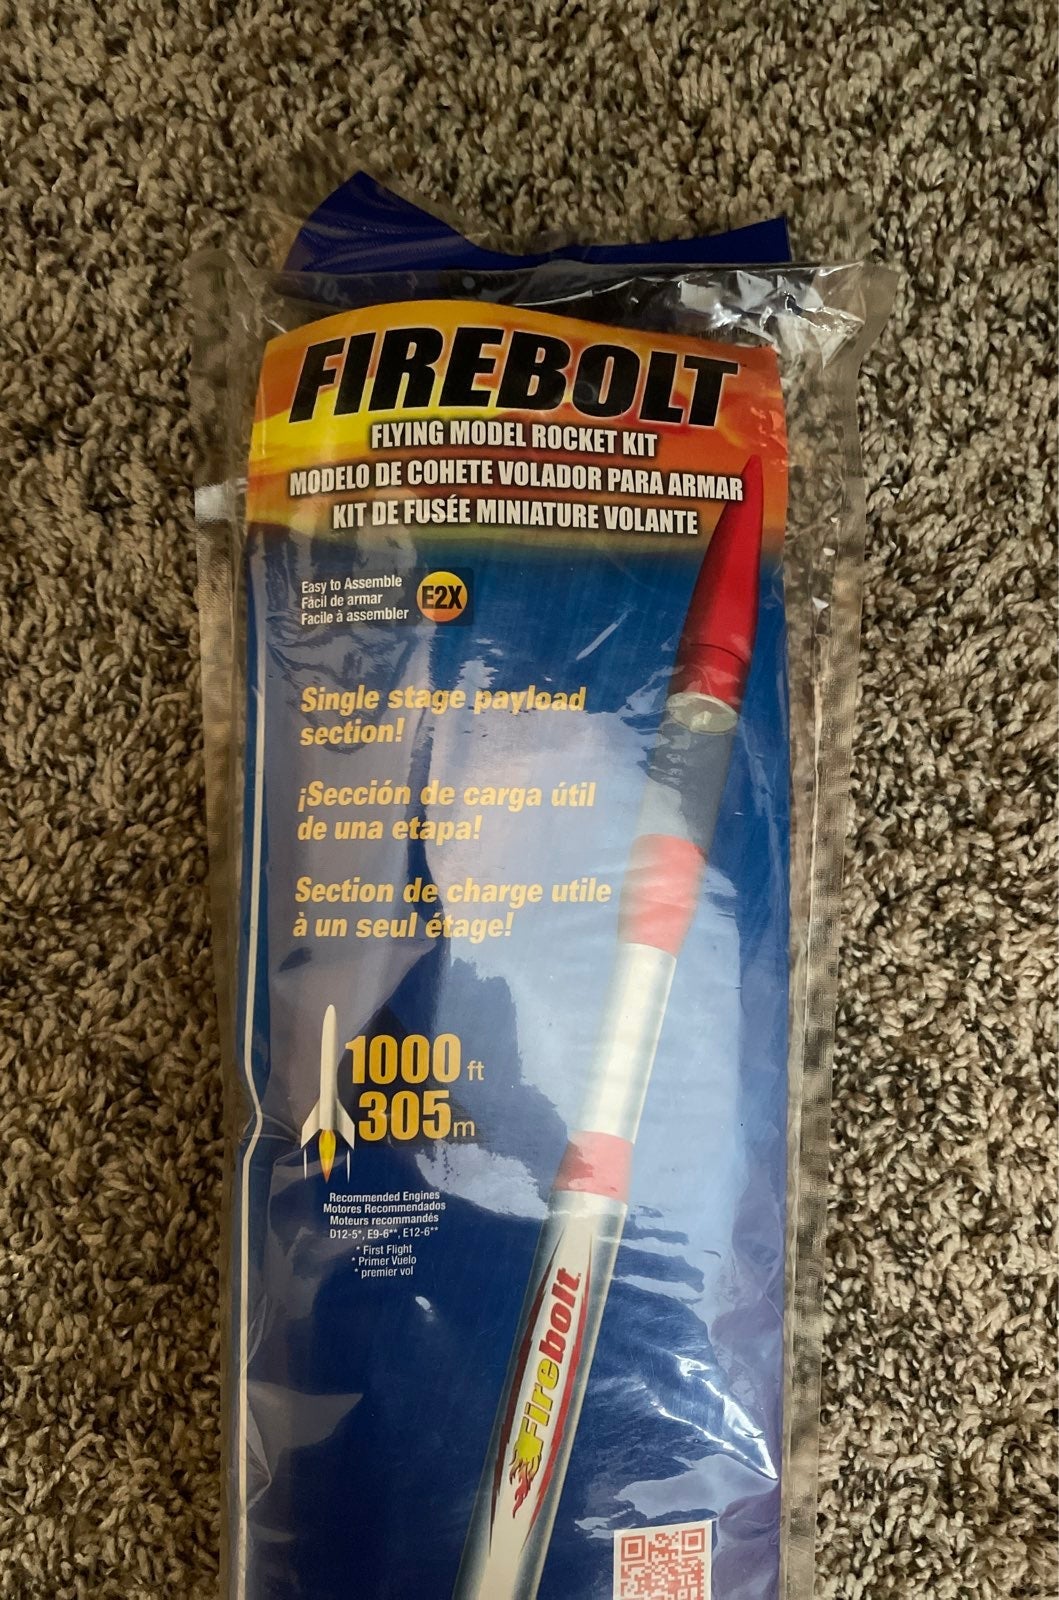 FIREBOLT
FLYING MODEL ROCKET KIT
MODELO DE COHETE VOLADOR PARA ARMAR
KIT DE FUSÉE MINIATURE VOLANTE
Easy to Assemble
Fácil de armar
Facile à assembler
E2X
Single stage payload
section!
¡Sección de carga útil
de una etapa!
Section de charge utile
à un seul étage!
1000 ft
305m
Recommended Engines
Motores Recomendados
Moteurs recommandés
D12-5*, E9-6**, E12-6**
* First Flight
* Primer Vuelo
* premier vol
Firebolt